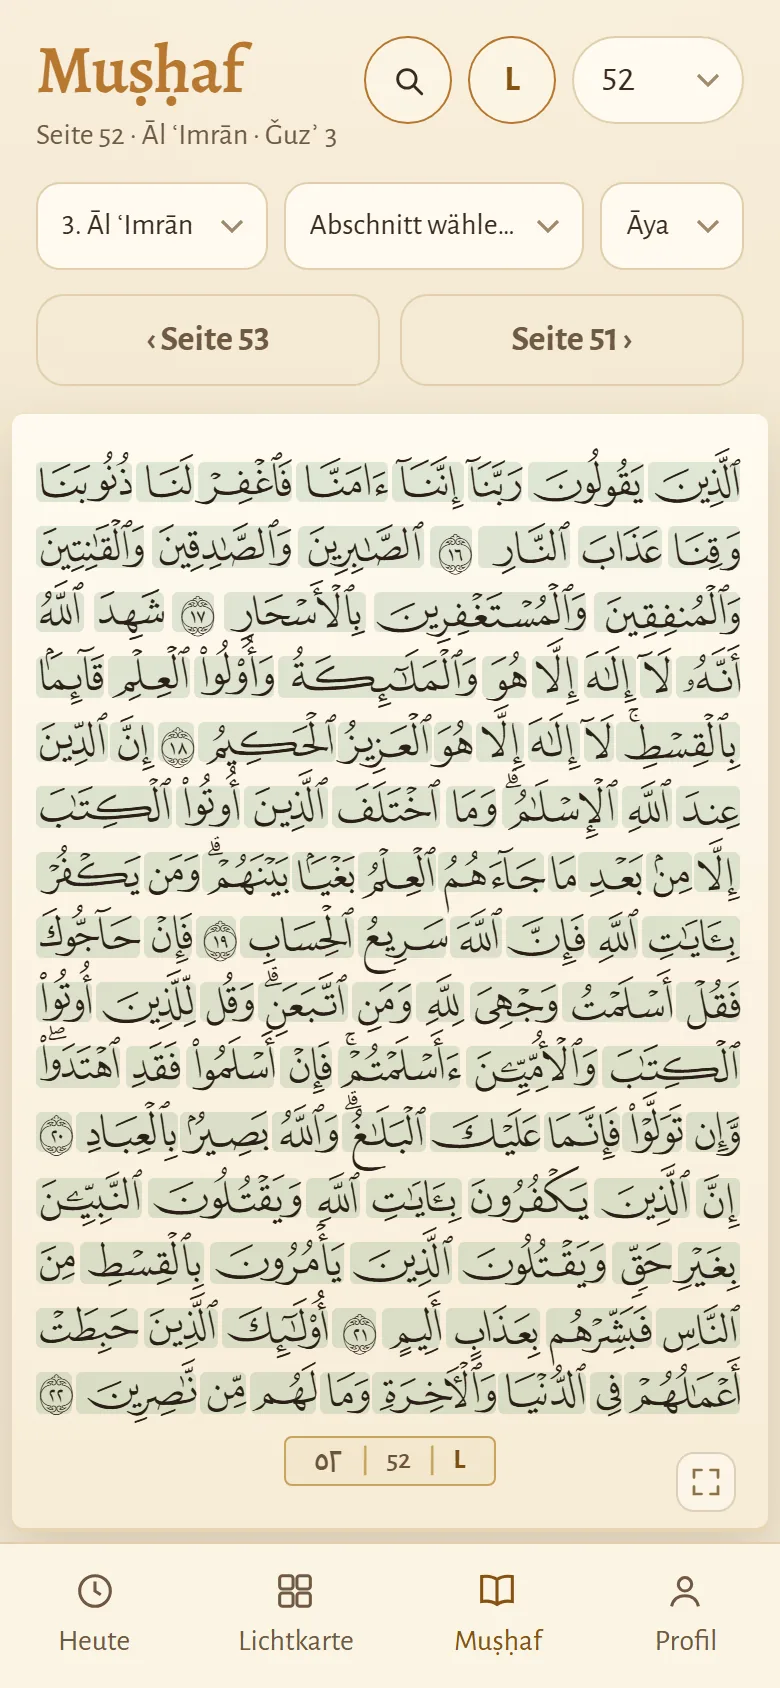 Muṣḥaf
L
52
Seite 52 · Āl ʿImrān · Ǧuzʾ 3
3. Āl ʿImrān
Abschnitt wähle...
Āya
‹ Seite 53
Seite 51 ›
ٱلَّذِينَ يَقُولُونَ رَبَّنَآ إِنَّنَآ ءَامَنَّا فَٱغْفِرْ لَنَا ذُنُوبَنَا
وَقِنَا عَذَابَ ٱلنَّارِ ١٦ ٱلصَّٰبِرِينَ وَٱلصَّٰدِقِينَ وَٱلْقَٰنِتِينَ
وَٱلْمُنفِقِينَ وَٱلْمُسْتَغْفِرِينَ بِٱلْأَسْحَارِ ١٧ شَهِدَ ٱللَّهُ
أَنَّهُۥ لَآ إِلَٰهَ إِلَّا هُوَ وَٱلْمَلَٰٓئِكَةُ وَأُو۟لُوا۟ ٱلْعِلْمِ قَآئِمًۢا
بِٱلْقِسْطِ ۚ لَآ إِلَٰهَ إِلَّا هُوَ ٱلْعَزِيزُ ٱلْحَكِيمُ ١٨ إِنَّ ٱلدِّينَ
عِندَ ٱللَّهِ ٱلْإِسْلَٰمُ ۗ وَمَا ٱخْتَلَفَ ٱلَّذِينَ أُوتُوا۟ ٱلْكِتَٰبَ
إِلَّا مِنۢ بَعْدِ مَا جَآءَهُمُ ٱلْعِلْمُ بَغْيًۢا بَيْنَهُمْ ۗ وَمَن يَكْفُرْ
بِـَٔايَٰتِ ٱللَّهِ فَإِنَّ ٱللَّهَ سَرِيعُ ٱلْحِسَابِ ١٩ فَإِنْ حَآجُّوكَ
فَقُلْ أَسْلَمْتُ وَجْهِىَ لِلَّهِ وَمَنِ ٱتَّبَعَنِ ۗ وَقُل لِّلَّذِينَ أُوتُوا۟
ٱلْكِتَٰبَ وَٱلْأُمِّيِّـۧنَ ءَأَسْلَمْتُمْ ۚ فَإِنْ أَسْلَمُوا۟ فَقَدِ ٱهْتَدَوا۟ ۖ
وَّإِن تَوَلَّوْا۟ فَإِنَّمَا عَلَيْكَ ٱلْبَلَٰغُ ۗ وَٱللَّهُ بَصِيرٌۢ بِٱلْعِبَادِ ٢٠
إِنَّ ٱلَّذِينَ يَكْفُرُونَ بِـَٔايَٰتِ ٱللَّهِ وَيَقْتُلُونَ ٱلنَّبِيِّـۧنَ
بِغَيْرِ حَقٍّ وَيَقْتُلُونَ ٱلَّذِينَ يَأْمُرُونَ بِٱلْقِسْطِ مِنَ
ٱلنَّاسِ فَبَشِّرْهُم بِعَذَابٍ أَلِيمٍ ٢١ أُو۟لَٰٓئِكَ ٱلَّذِينَ حَبِطَتْ
أَعْمَٰلُهُمْ فِى ٱلدُّنْيَا وَٱلْـَٔاخِرَةِ وَمَا لَهُم مِّن نَّٰصِرِينَ ٢٢
٥٢ | 52 | L
Heute
Lichtkarte
Muṣḥaf
Profil